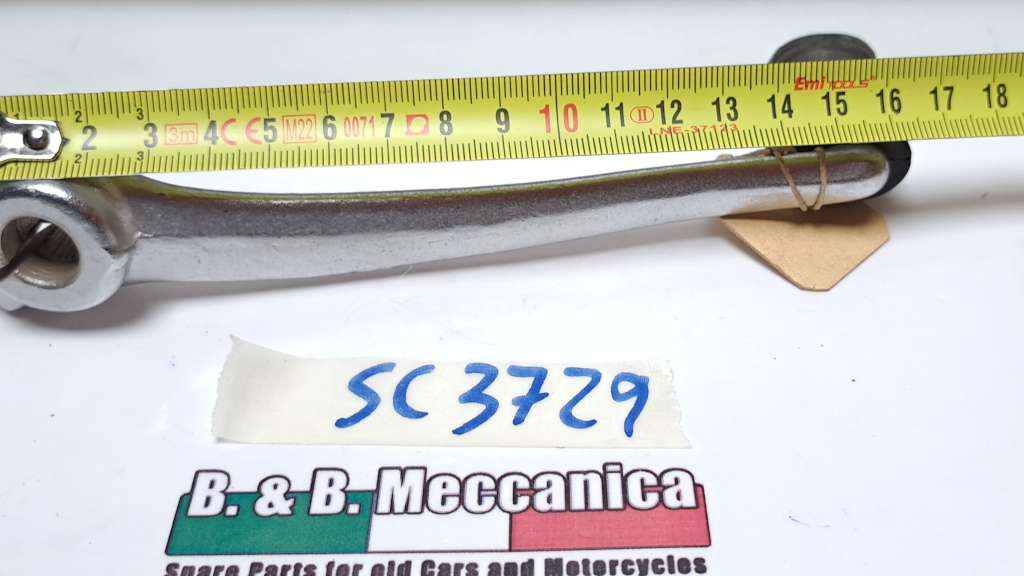 2 3 3m 4 CE 5 M22 6 0071 7 8 9 10 11 II 12 13 14 15 16 17 18
Emi TOOLS
LNE-37123
SC3729
B. & B. Meccanica
Spare Parts for old Cars and Motorcycles